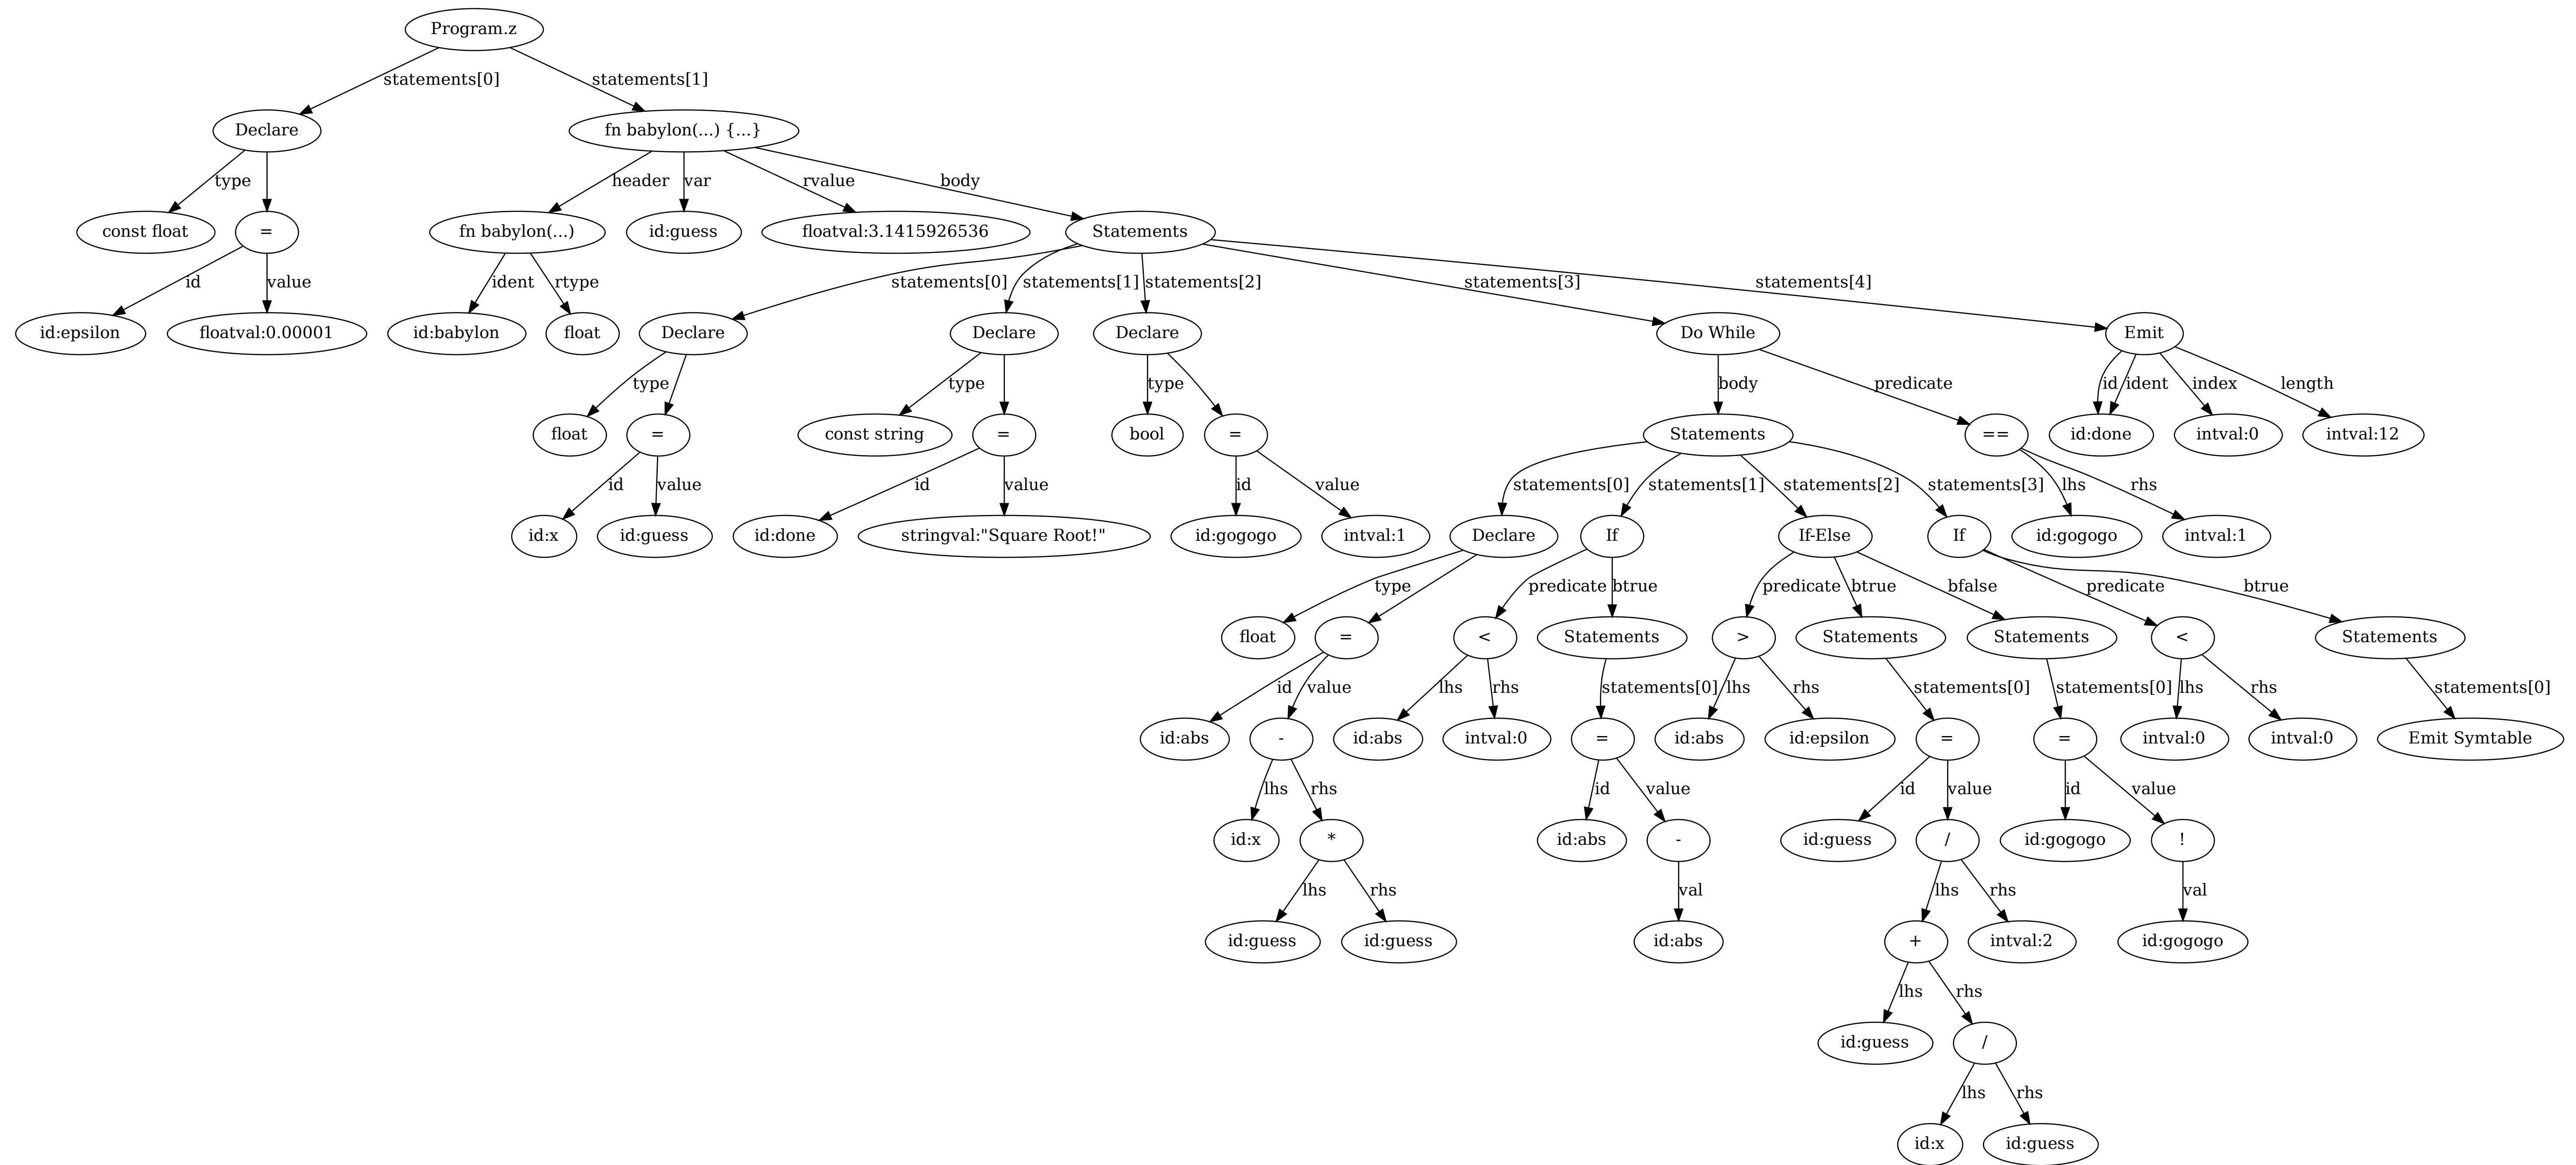 Program.z
statements[0]
statements[1]
Declare
fn babylon(...) {...}
type
header
var
rvalue
body
const float
=
fn babylon(...)
id:guess
floatval:3.1415926536
Statements
id
value
ident
rtype
statements[0]
statements[1]
statements[2]
statements[3]
statements[4]
id:epsilon
floatval:0.00001
id:babylon
float
Declare
Declare
Declare
Do While
Emit
type
type
type
body
predicate
id
ident
index
length
float
=
const string
=
bool
=
Statements
==
id:done
intval:0
intval:12
id
value
id
value
id
value
statements[0]
statements[1]
statements[2]
statements[3]
lhs
rhs
id:x
id:guess
id:done
stringval:"Square Root!"
id:gogogo
intval:1
Declare
If
If-Else
If
id:gogogo
intval:1
type
predicate
btrue
predicate
btrue
bfalse
predicate
btrue
float
=
<
Statements
>
Statements
Statements
<
Statements
id
value
lhs
rhs
statements[0]
lhs
rhs
statements[0]
statements[0]
lhs
rhs
statements[0]
id:abs
-
id:abs
intval:0
=
id:abs
id:epsilon
=
=
intval:0
intval:0
Emit Symtable
lhs
rhs
id
value
id
value
id
value
id:x
*
id:abs
-
id:guess
/
id:gogogo
!
lhs
rhs
val
lhs
rhs
val
id:guess
id:guess
id:abs
+
intval:2
id:gogogo
lhs
rhs
id:guess
/
lhs
rhs
id:x
id:guess